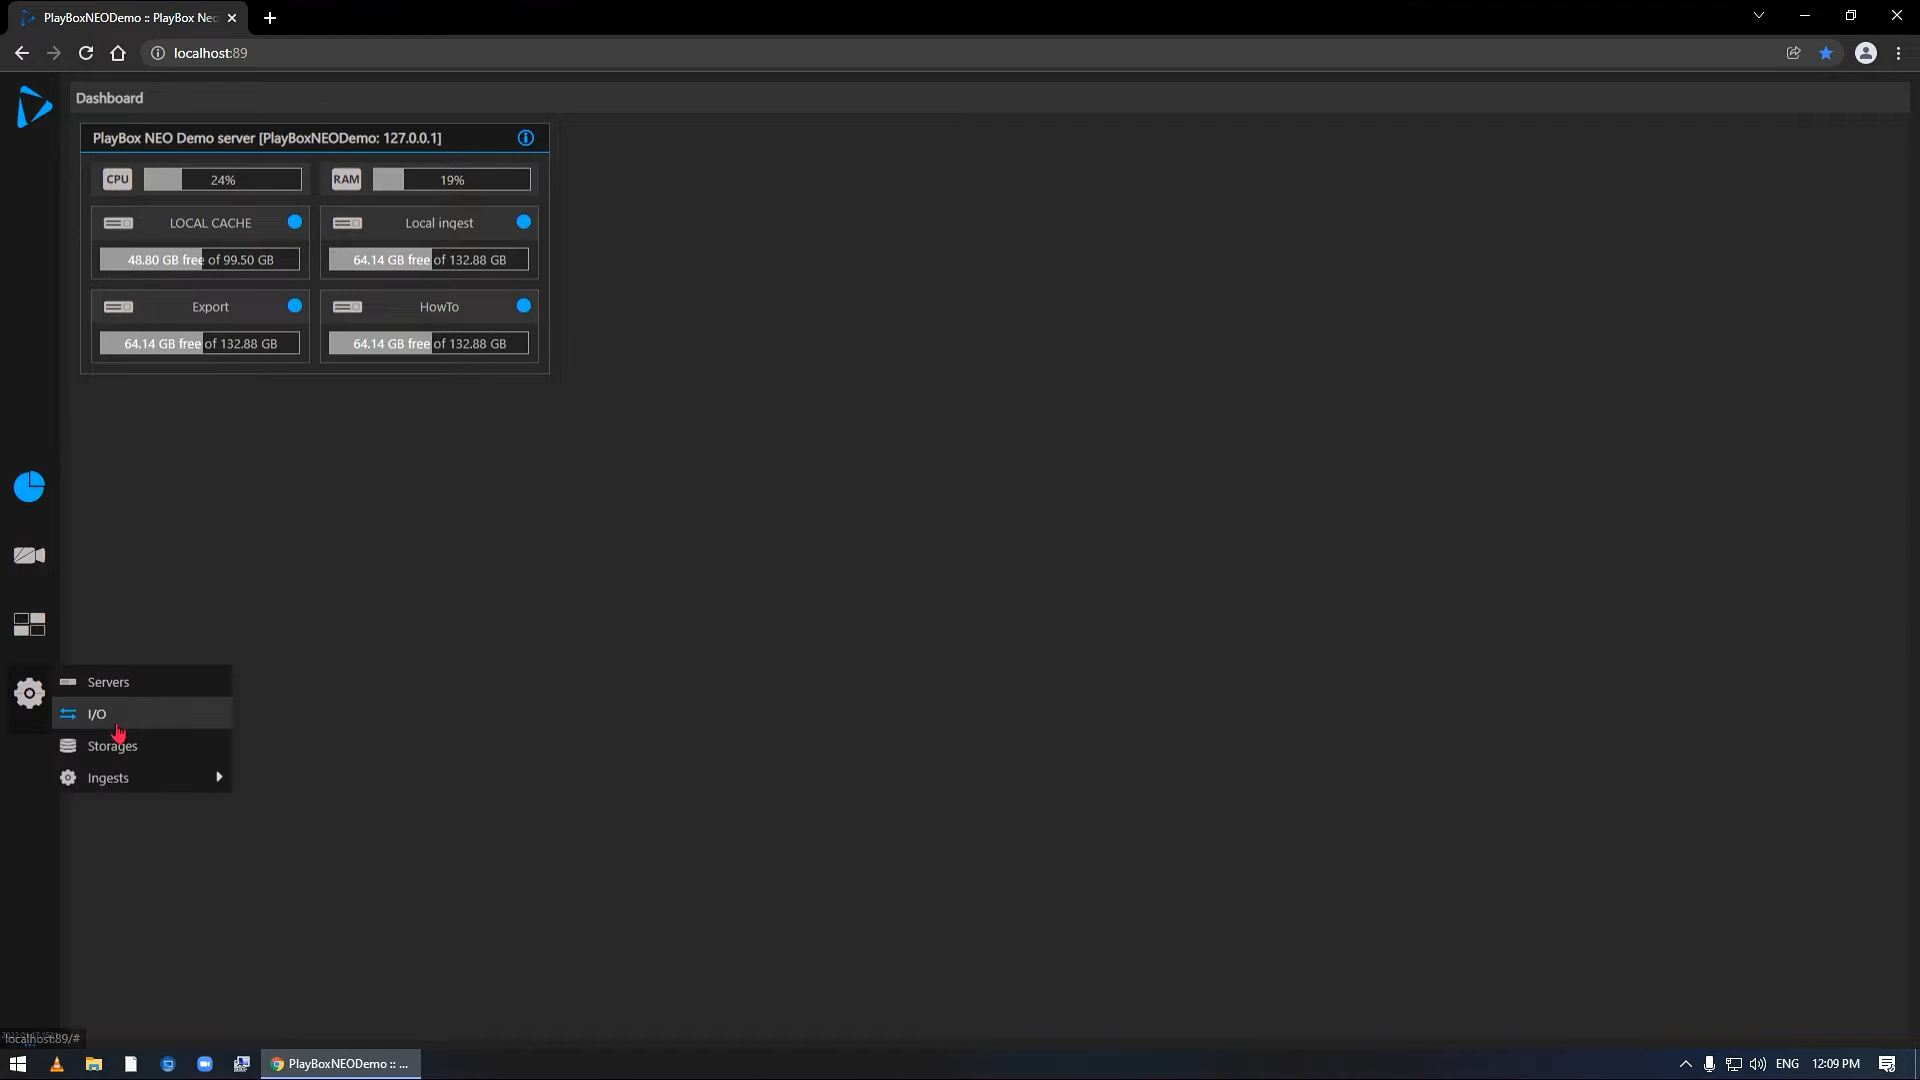 PlayBoxNEODemo :: PlayBox Neo
localhost:89
Dashboard
PlayBox NEO Demo server [PlayBoxNEODemo: 127.0.0.1]
CPU 24% RAM 19%
LOCAL CACHE Local ingest
48.80 GB free of 99.50 GB 64.14 GB free of 132.88 GB
Export HowTo
64.14 GB free of 132.88 GB 64.14 GB free of 132.88 GB
Servers
I/O
Storages
Ingests
localhost:89/#
PlayBoxNEODemo :: ... ENG 12:09 PM